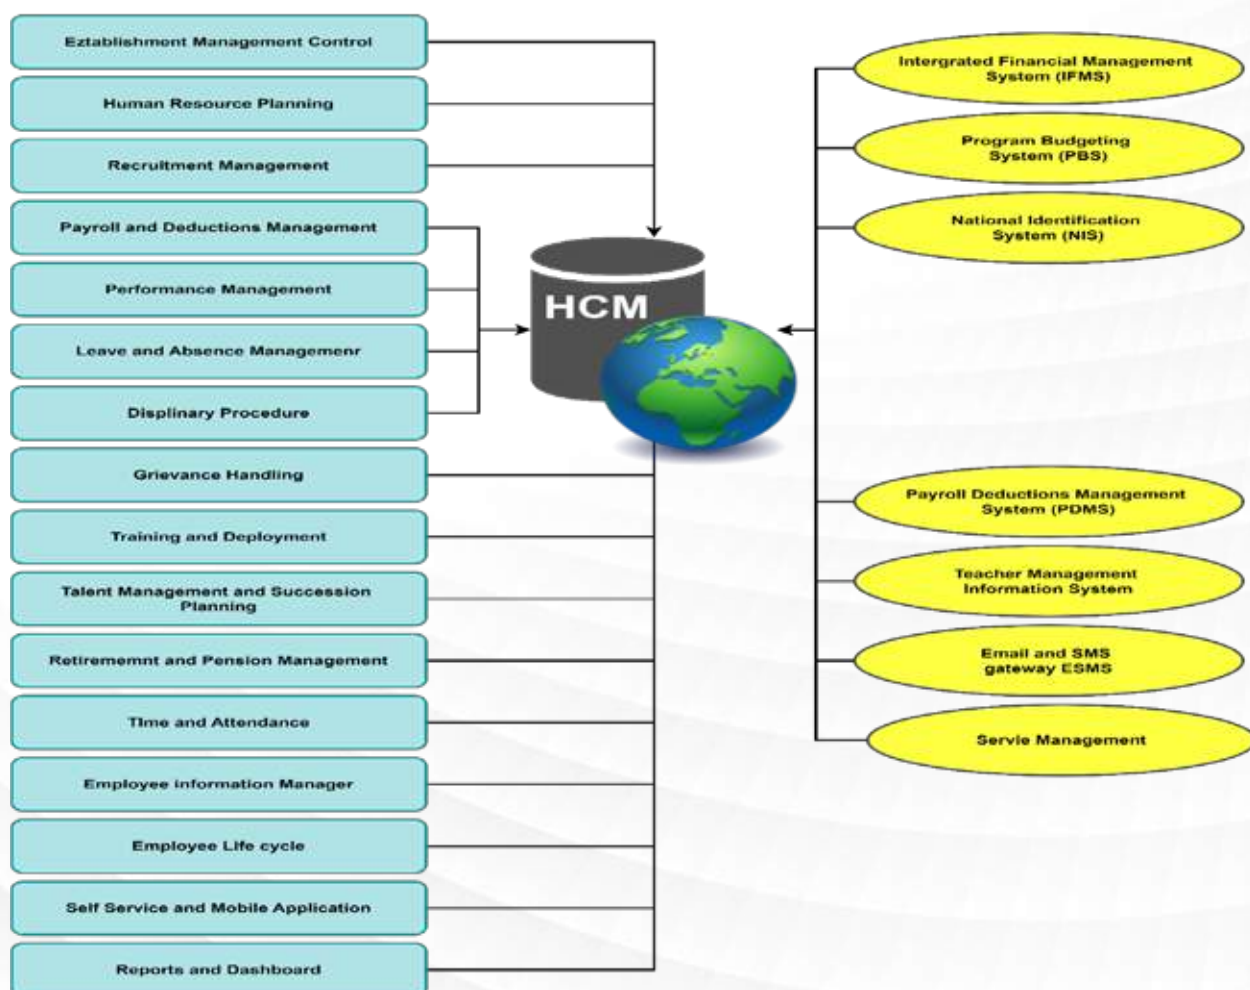 Eztablishment Management Control
Human Resource Planning
Recruitment Management
Payroll and Deductions Management
Performance Management
Leave and Absence Managemenr
Displinary Procedure
Grievance Handling
Training and Deployment
Talent Management and Succession
Planning
Retirememnt and Pension Management
TIme and Attendance
Employee information Manager
Employee Life cycle
Self Service and Mobile Application
Reports and Dashboard
HCM
Intergrated Financial Management
System (IFMS)
Program Budgeting
System (PBS)
National Identification
System (NIS)
Payroll Deductions Management
System (PDMS)
Teacher Management
Information System
Email and SMS
gateway ESMS
Servie Management